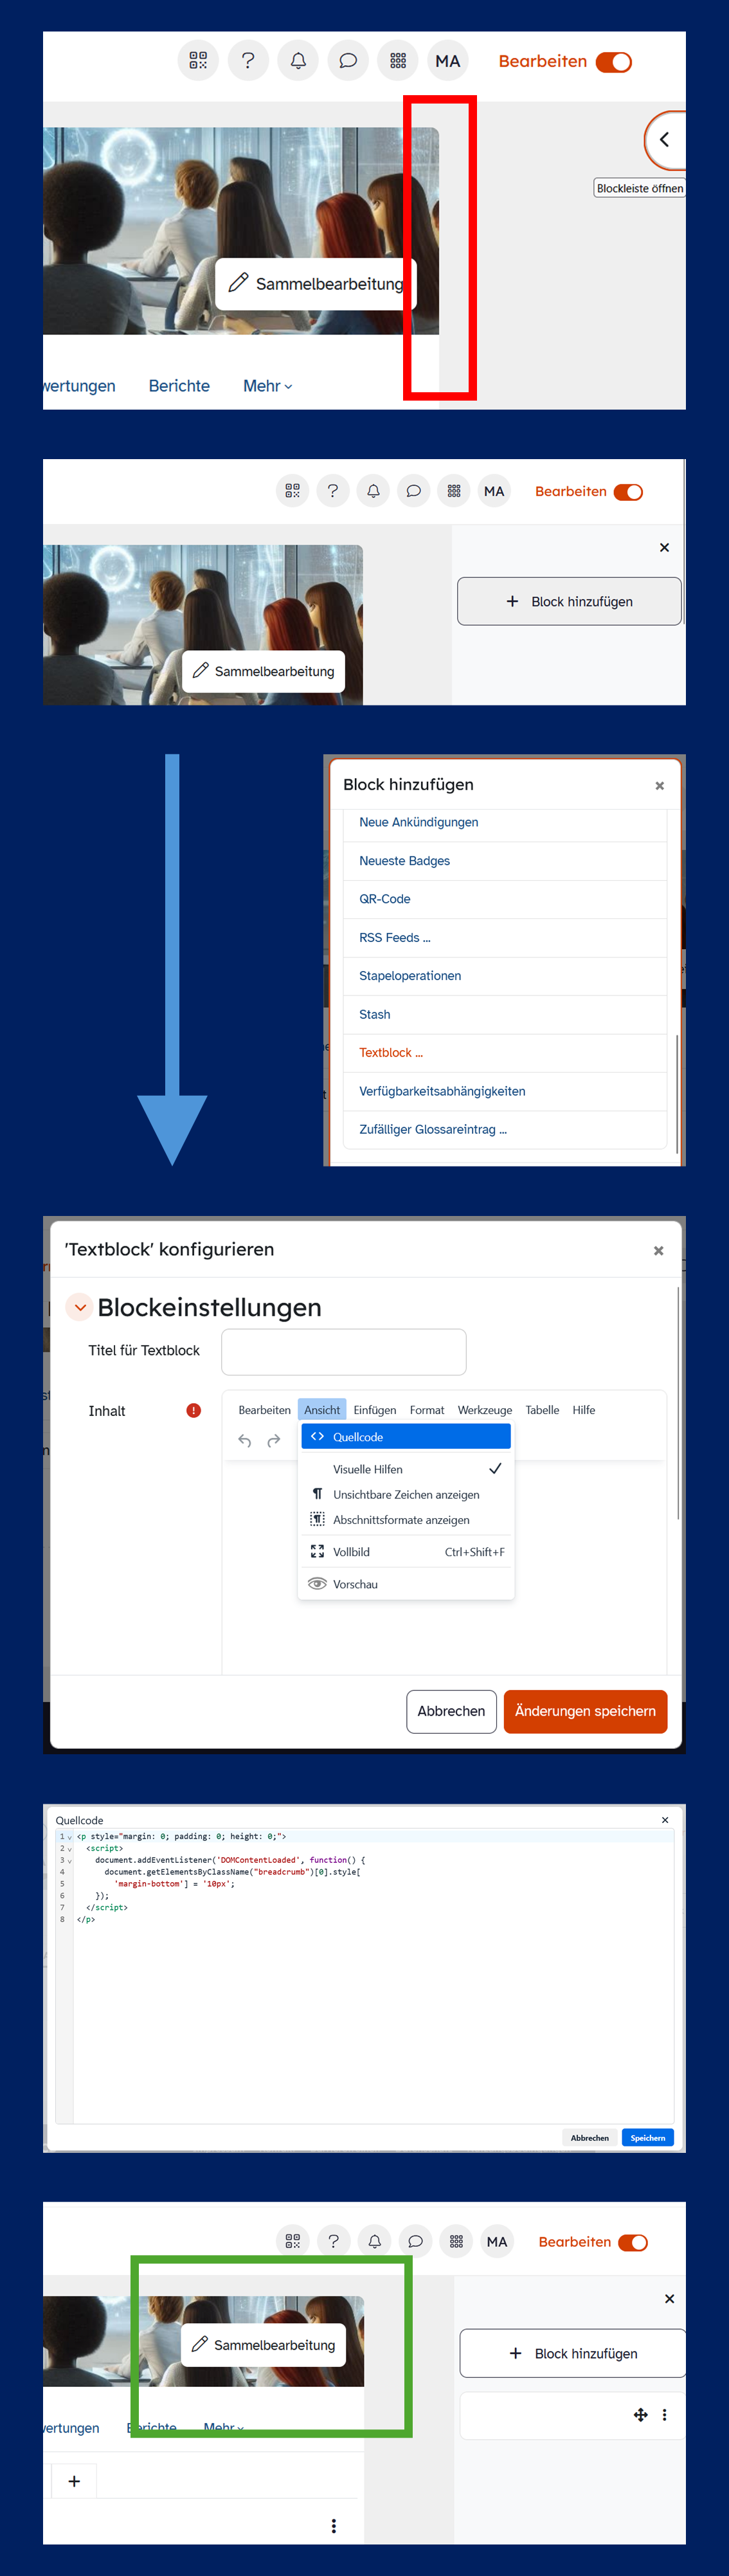 MA Bearbeiten
Blockleiste öffnen
Sammelbearbeitung
wertungen Berichte Mehr
MA Bearbeiten
Block hinzufügen
Sammelbearbeitung
Block hinzufügen
Neue Ankündigungen
Neueste Badges
QR-Code
RSS Feeds ...
Stapeloperationen
Stash
Textblock ...
Verfügbarkeitsabhängigkeiten
Zufälliger Glossareintrag ...
'Textblock' konfigurieren
Blockeinstellungen
Titel für Textblock
Inhalt
Bearbeiten Ansicht Einfügen Format Werkzeuge Tabelle Hilfe
Quellcode
Visuelle Hilfen
Unsichtbare Zeichen anzeigen
Abschnittsformate anzeigen
Vollbild Ctrl+Shift+F
Vorschau
Abbrechen Änderungen speichern
Quellcode
1 <p style="margin: 0; padding: 0; height: 0;">
2 <script>
3 document.addEventListener('DOMContentLoaded', function() {
4 document.getElementsByClassName("breadcrumb")[0].style[
5 'margin-bottom'] = '10px';
6 });
7 </script>
8 </p>
Abbrechen Speichern
MA Bearbeiten
Sammelbearbeitung
Block hinzufügen
wertungen Berichte Mehr